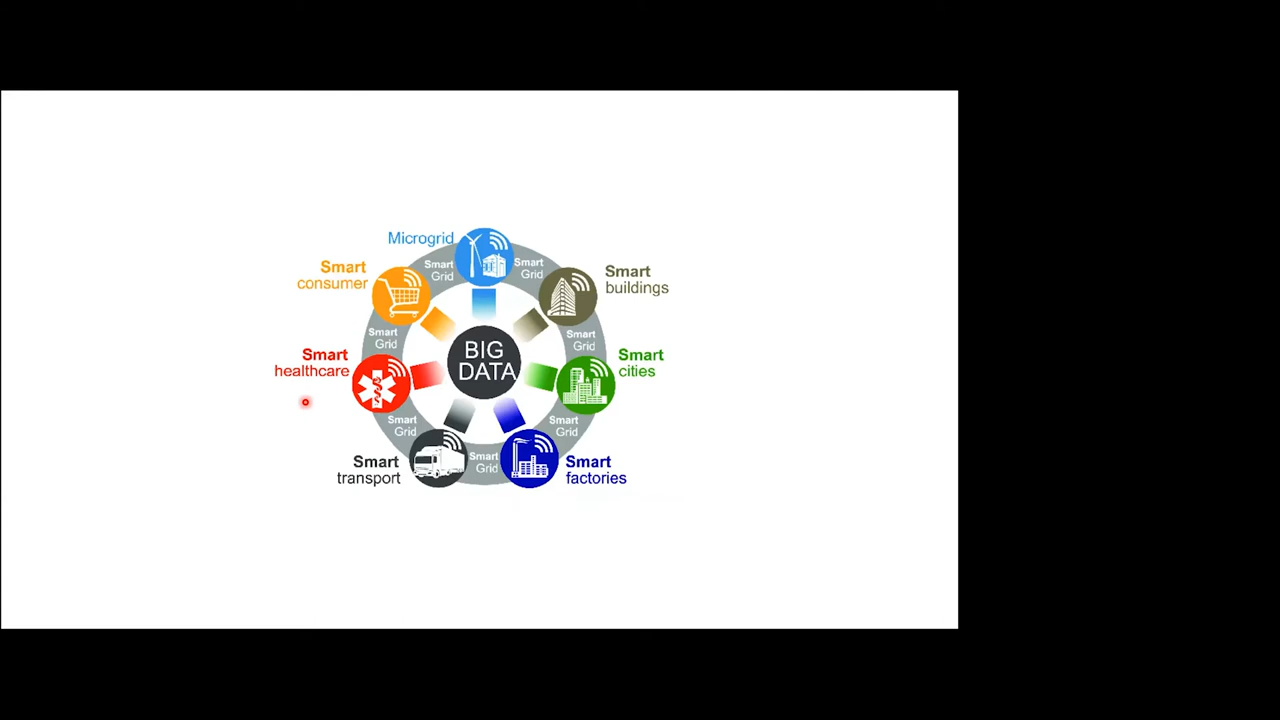 Microgrid
Smart
Grid
Smart
Grid
Smart
consumer
Smart
buildings
Smart
Grid
Smart
Grid
BIG
DATA
Smart
healthcare
Smart
cities
Smart
Grid
Smart
Grid
Smart
transport
Smart
Grid
Smart
factories